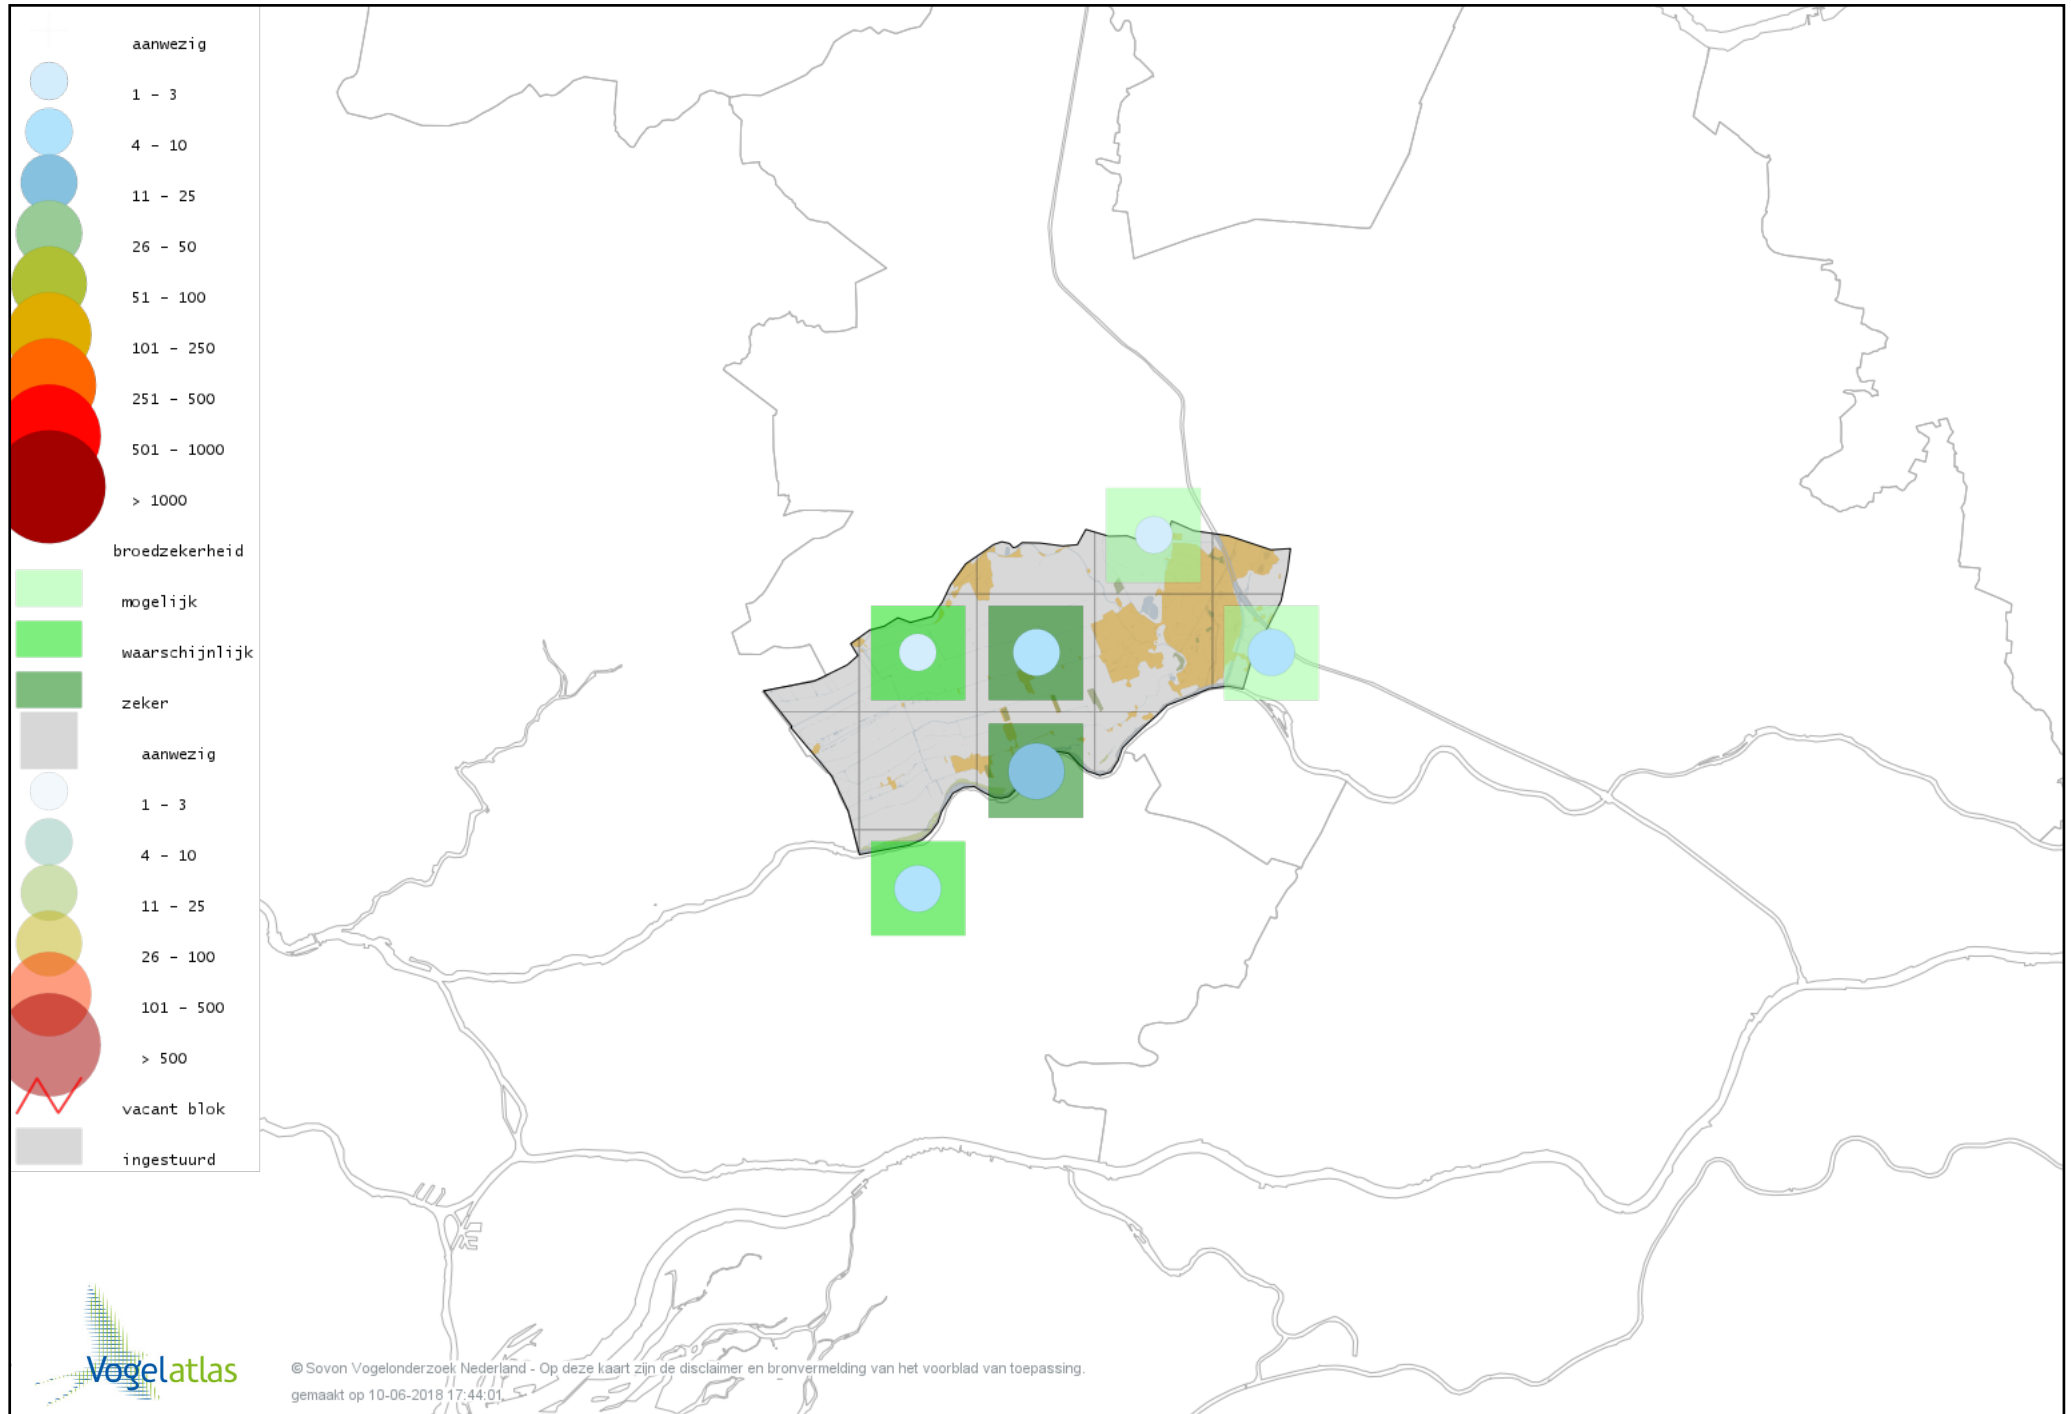 aanwezig
1 – 3
4 – 10
11 – 25
26 – 50
51 – 100
101 – 250
251 – 500
501 – 1000
> 1000
broedzekerheid
mogelijk
waarschijnlijk
zeker
aanwezig
1 – 3
4 – 10
11 – 25
26 – 100
101 – 500
> 500
vacant blok
ingestuurd
Vogelatlas
© Sovon Vogelonderzoek Nederland - Op deze kaart zijn de disclaimer en bronvermelding van het voorblad van toepassing.
gemaakt op 10-06-2018 17:44:01